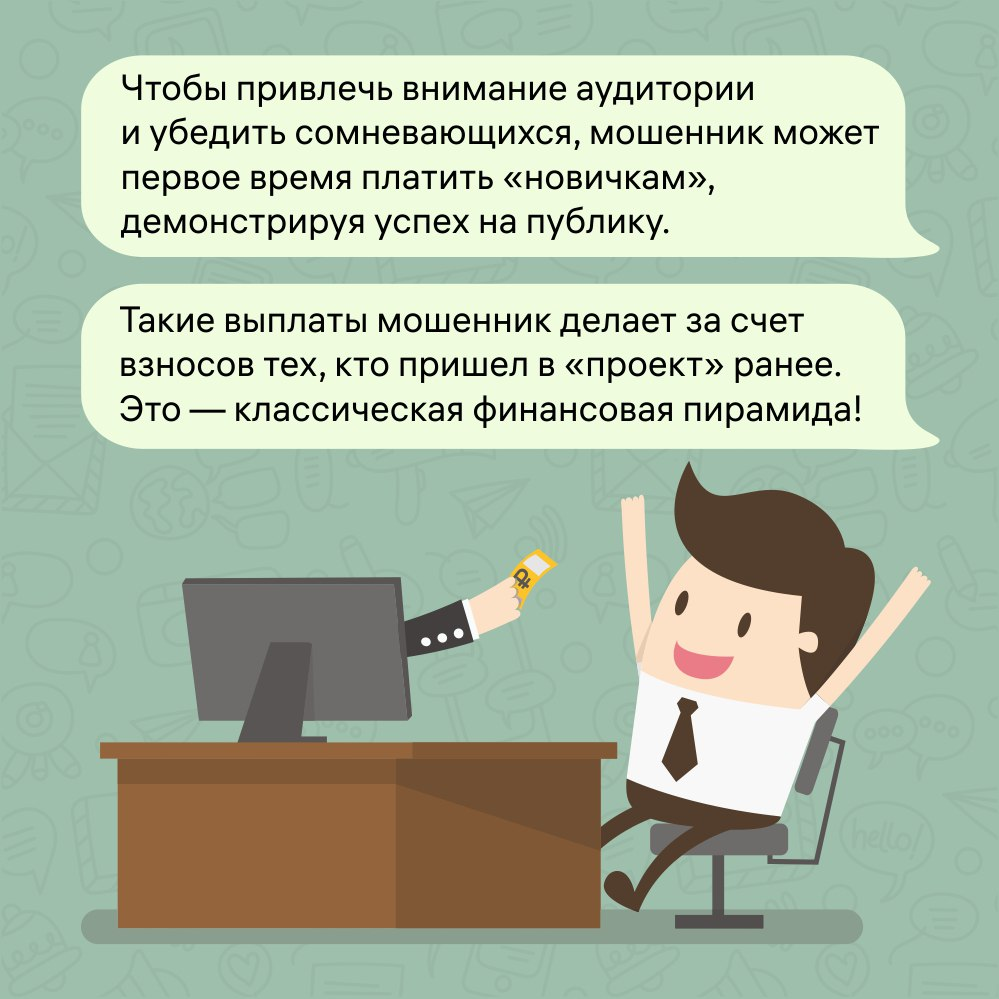 Чтобы привлечь внимание аудитории
и убедить сомневающихся, мошенник может
первое время платить «новичкам»,
демонстрируя успех на публику.
Такие выплаты мошенник делает за счет
взносов тех, кто пришел в «проект» ранее.
Это — классическая финансовая пирамида!
₽
hello!